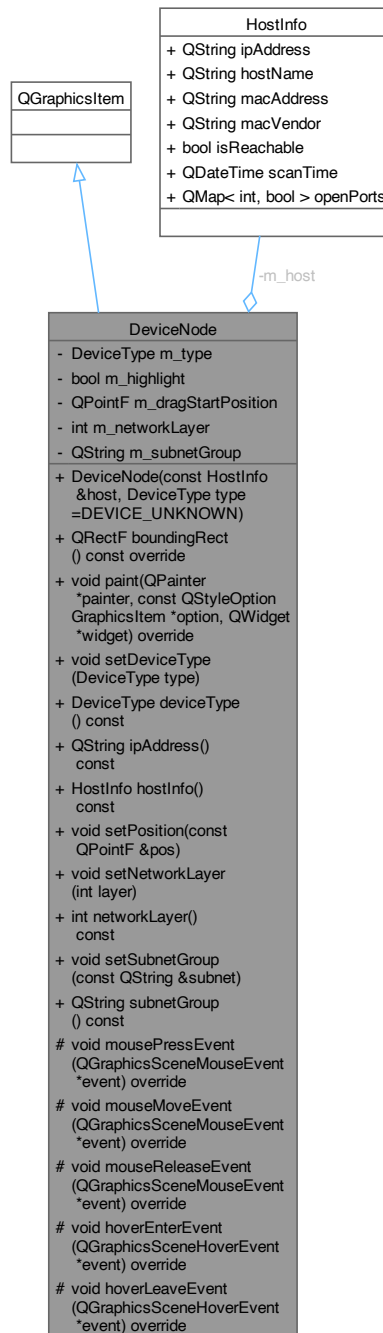 HostInfo
+ QString ipAddress
+ QString hostName
+ QString macAddress
+ QString macVendor
+ bool isReachable
+ QDateTime scanTime
+ QMap< int, bool > openPorts
QGraphicsItem
-m_host
DeviceNode
- DeviceType m_type
- bool m_highlight
- QPointF m_dragStartPosition
- int m_networkLayer
- QString m_subnetGroup
+ DeviceNode(const HostInfo
&host, DeviceType type
=DEVICE_UNKNOWN)
+ QRectF boundingRect
() const override
+ void paint(QPainter
*painter, const QStyleOption
GraphicsItem *option, QWidget
*widget) override
+ void setDeviceType
(DeviceType type)
+ DeviceType deviceType
() const
+ QString ipAddress()
const
+ HostInfo hostInfo()
const
+ void setPosition(const
QPointF &pos)
+ void setNetworkLayer
(int layer)
+ int networkLayer()
const
+ void setSubnetGroup
(const QString &subnet)
+ QString subnetGroup
() const
# void mousePressEvent
(QGraphicsSceneMouseEvent
*event) override
# void mouseMoveEvent
(QGraphicsSceneMouseEvent
*event) override
# void mouseReleaseEvent
(QGraphicsSceneMouseEvent
*event) override
# void hoverEnterEvent
(QGraphicsSceneHoverEvent
*event) override
# void hoverLeaveEvent
(QGraphicsSceneHoverEvent
*event) override